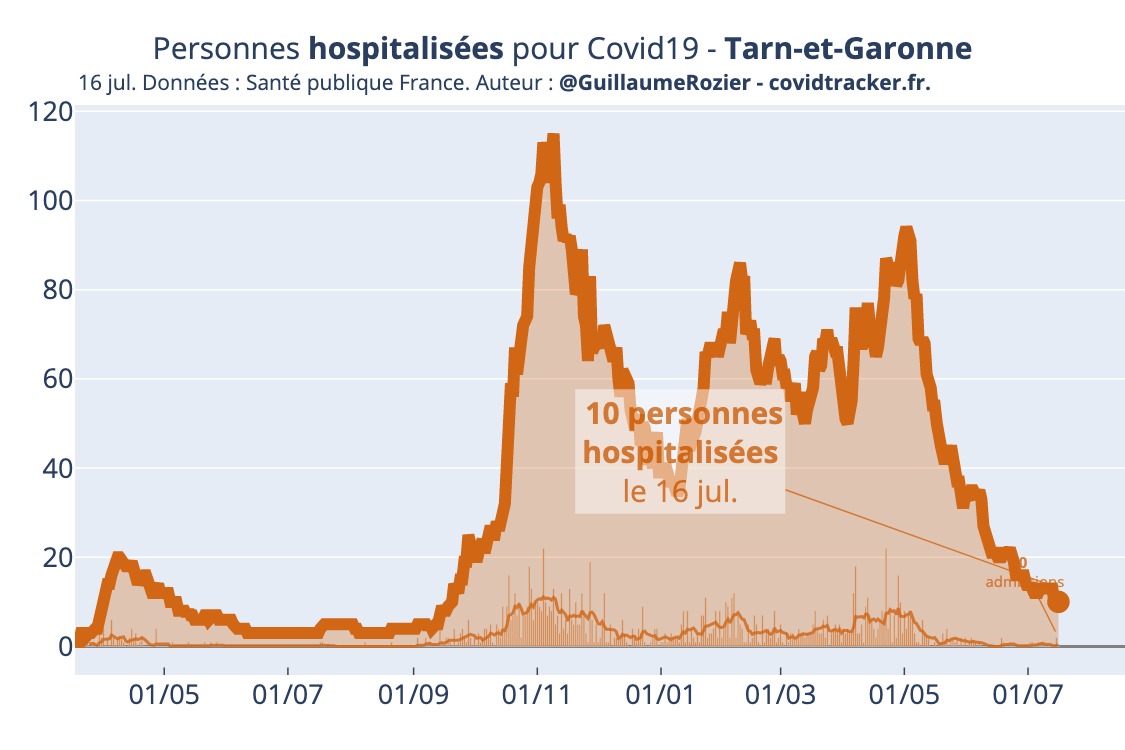 Personnes hospitalisées pour Covid19 - Tarn-et-Garonne
16 jul. Données : Santé publique France. Auteur : @GuillaumeRozier - covidtracker.fr.
120
100
80
60
40
20
0
10 personnes
hospitalisées
le 16 jul.
0
admissions
01/05
01/07
01/09
01/11
01/01
01/03
01/05
01/07